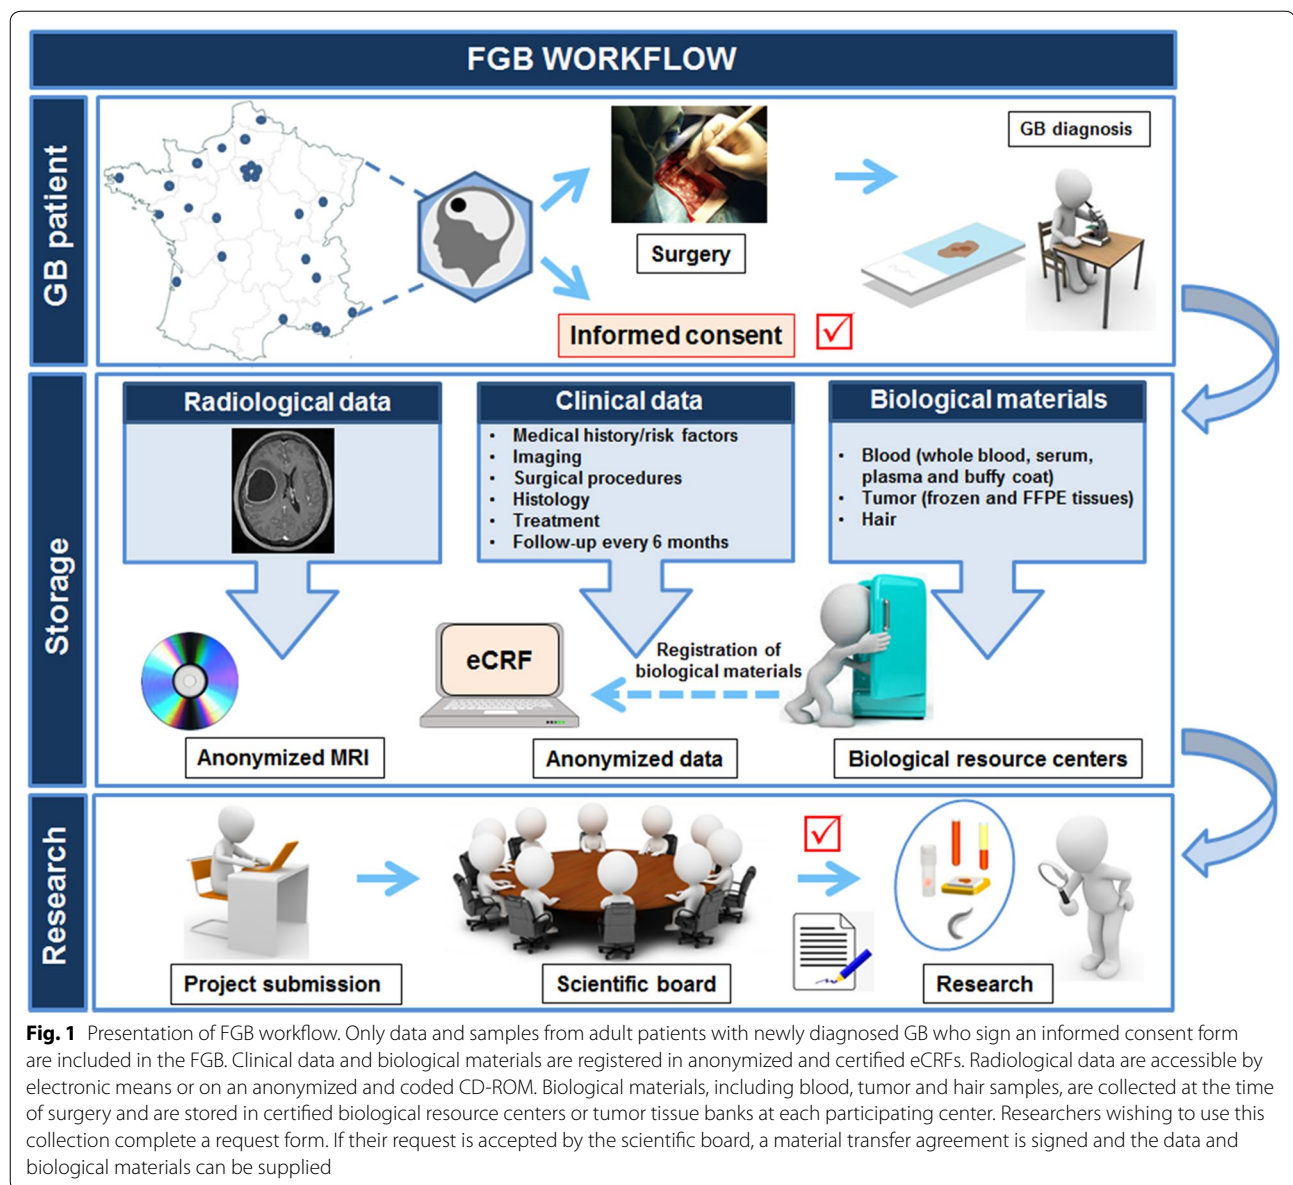 FGB WORKFLOW
GB patient
GB diagnosis
Surgery
Informed consent
Storage
Radiological data
Clinical data
• Medical history/risk factors
• Imaging
• Surgical procedures
• Histology
• Treatment
• Follow-up every 6 months
Biological materials
• Blood (whole blood, serum,
plasma and buffy coat)
• Tumor (frozen and FFPE tissues)
• Hair
eCRF
Registration of
biological materials
Anonymized MRI
Anonymized data
Biological resource centers
Research
Project submission
Scientific board
Research
Fig. 1 Presentation of FGB workflow. Only data and samples from adult patients with newly diagnosed GB who sign an informed consent form
are included in the FGB. Clinical data and biological materials are registered in anonymized and certified eCRFs. Radiological data are accessible by
electronic means or on an anonymized and coded CD-ROM. Biological materials, including blood, tumor and hair samples, are collected at the time
of surgery and are stored in certified biological resource centers or tumor tissue banks at each participating center. Researchers wishing to use this
collection complete a request form. If their request is accepted by the scientific board, a material transfer agreement is signed and the data and
biological materials can be supplied